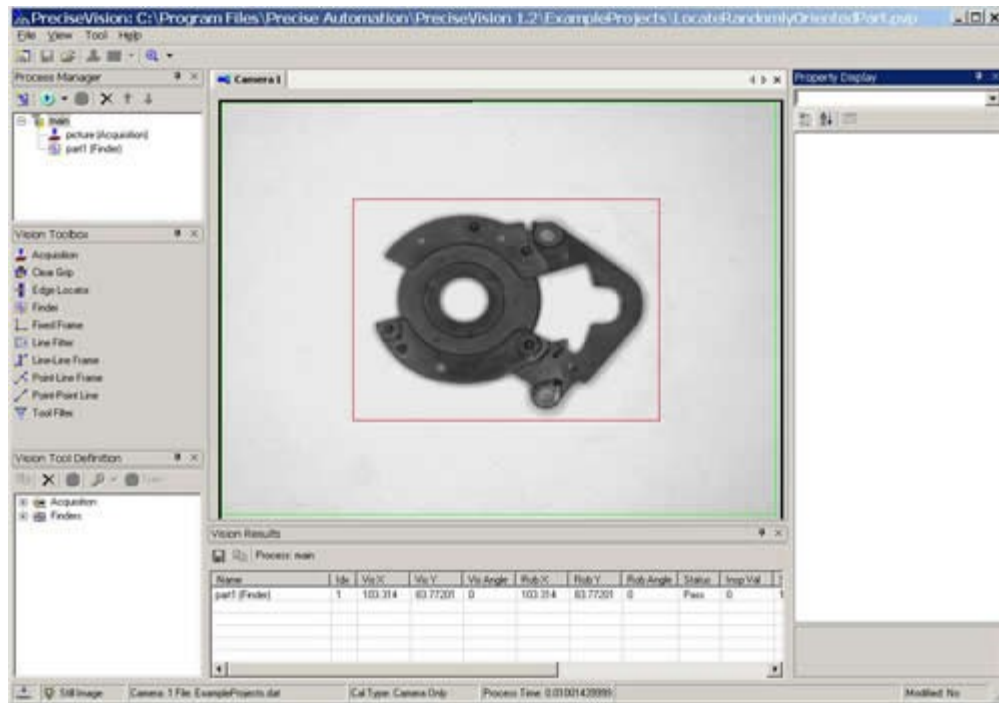 PreciseVision: C:\Program Files\Precise Automation\PreciseVision 1.2\ExampleProjects\LocateRandomlyOrientedPart.pvp
File View Tool Help
Process Manager
main
picture (Acquisition)
part1 (Finder)
Vision Toolbox
Acquisition
Clear Grip
Edge Locator
Finder
Fixed Frame
Line Fitter
Line-Line Frame
Point Line Frame
Point Point Line
Tool Filter
Vision Tool Definition
Acquisition
Finders
Camera 1
Property Display
Vision Results
Process: main
Name Idx Vis X Vis Y Vis Angle Rob X Rob Y Rob Angle Status Insp Val
part1 (Finder) 1 103.314 83.77201 0 103.314 83.77201 0 Pass 0 1
Still Image Camera: 1 File: ExampleProjects.dat Cal Type: Camera Only Process Time: 0.01001439999 Modified: No